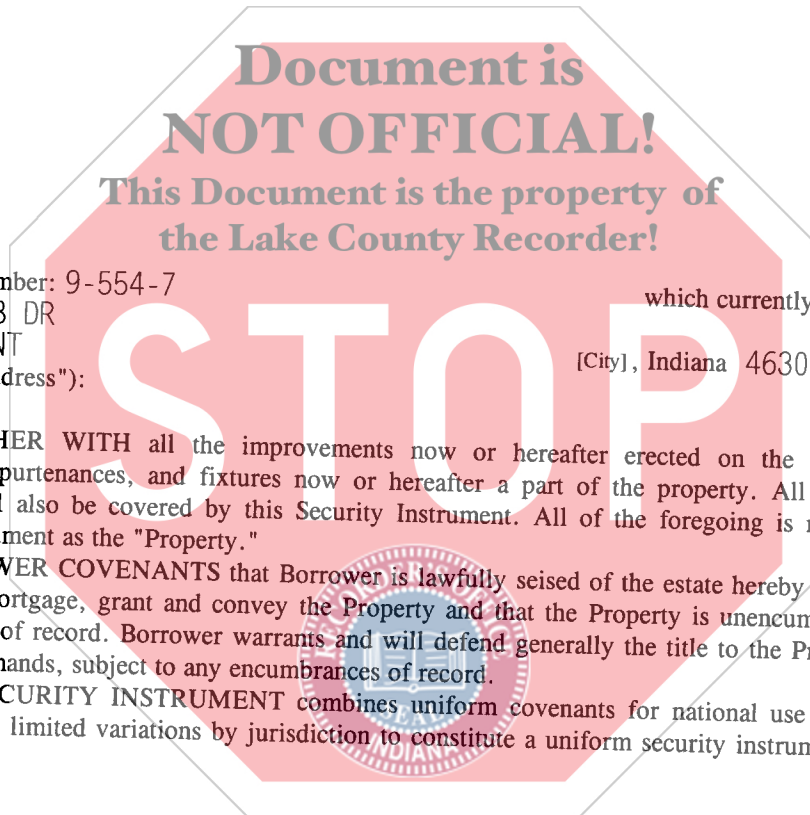 Document is
NOT OFFICIAL!
This Document is the property of
the Lake County Recorder!
mber: 9-554-7
which currently
DR
NT
[City], Indiana 4630
dress"):
STOP
HER WITH all the improvements now or hereafter erected on the
purtenances, and fixtures now or hereafter a part of the property. All
also be covered by this Security Instrument. All of the foregoing is
ment as the "Property."
WER COVENANTS that Borrower is lawfully seised of the estate hereby
ortgage, grant and convey the Property and that the Property is unencum
of record. Borrower warrants and will defend generally the title to the Pr
nands, subject to any encumbrances of record.
CURITY INSTRUMENT combines uniform covenants for national use
limited variations by jurisdiction to constitute a uniform security instrum
RECORDER'S OFFICE
SEAL
INDIANA